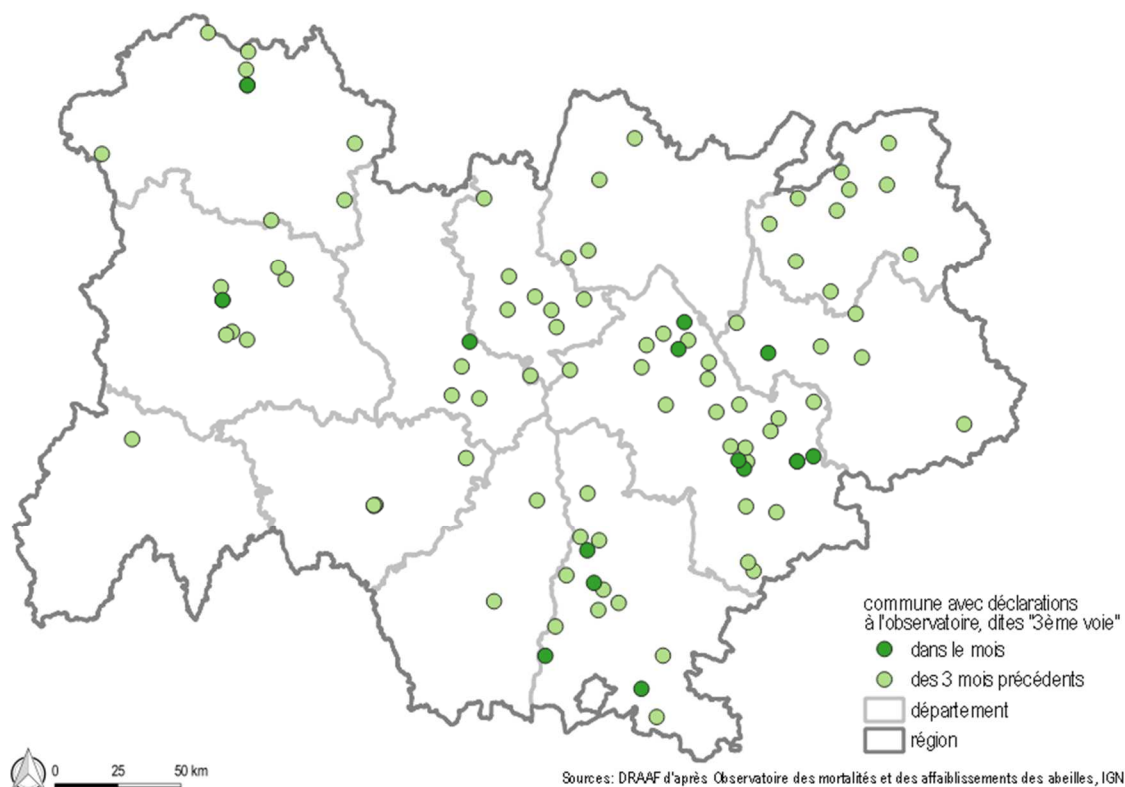 commune avec déclarations
à l'observatoire, dites "3ème voie"
dans le mois
des 3 mois précédents
département
région
0 25 50 km
Sources: DRAAF d'après Observatoire des mortalités et des affaiblissements des abeilles, IGN